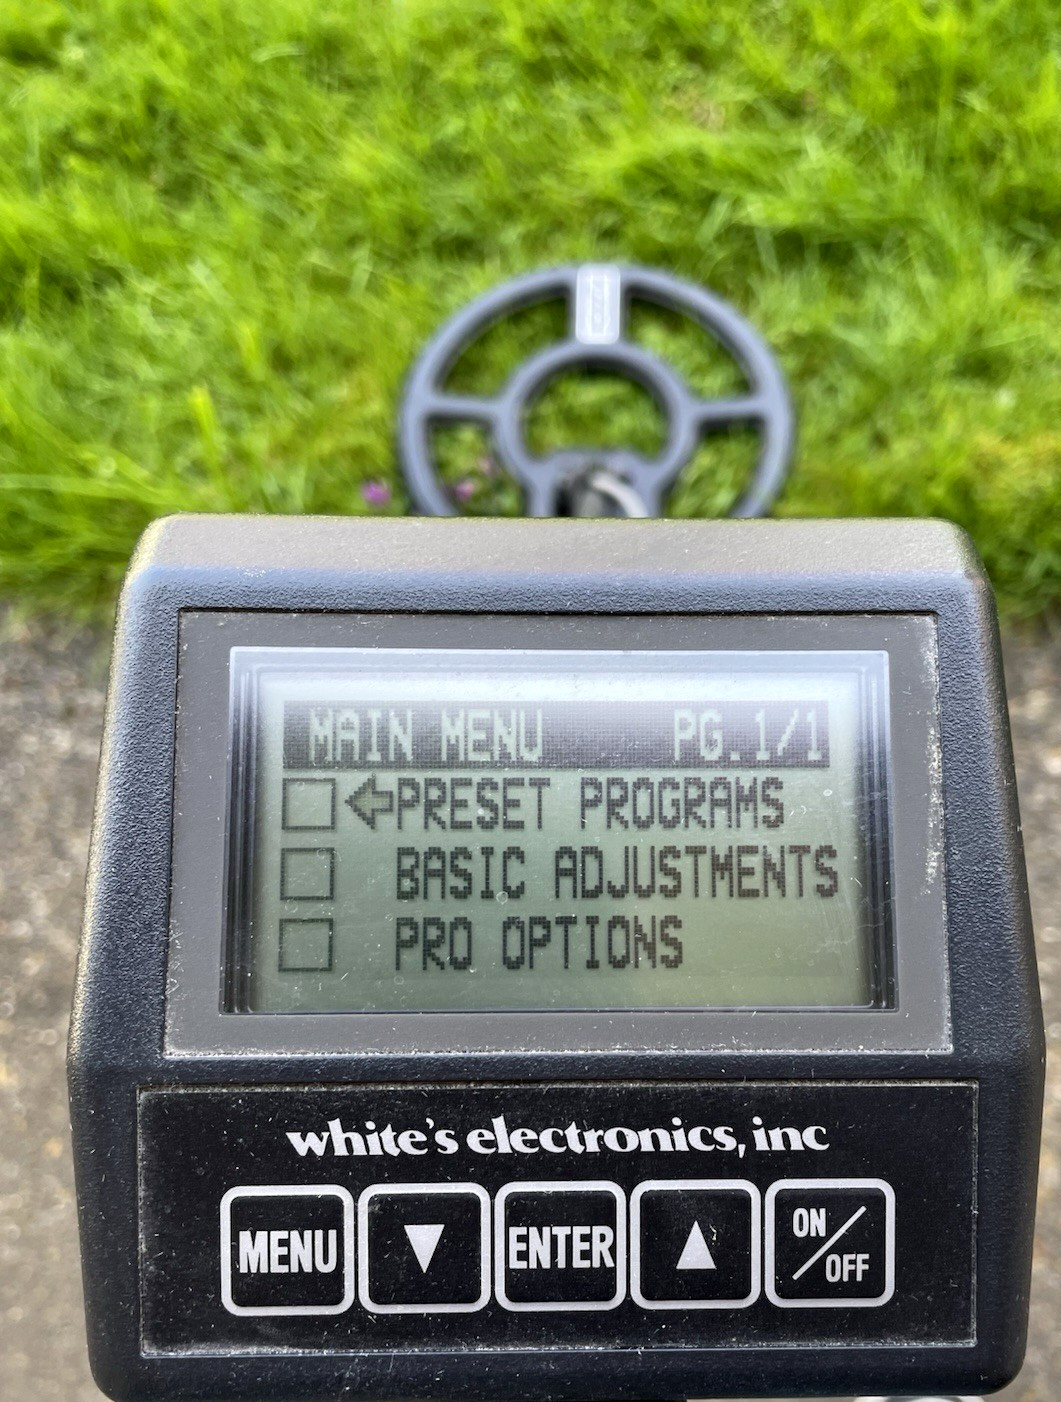 MAIN MENU PG.1/1
PRESET PROGRAMS
BASIC ADJUSTMENTS
PRO OPTIONS
white's electronics, inc
MENU ▼ ENTER ▲ ON/OFF